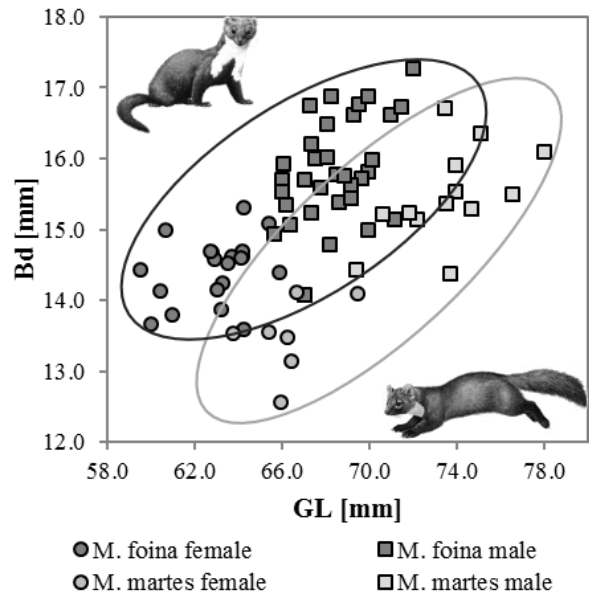 18.0
17.0
16.0
15.0
14.0
13.0
12.0
Bd [mm]
58.0 62.0 66.0 70.0 74.0 78.0
GL [mm]
M. foina female M. foina male
M. martes female M. martes male